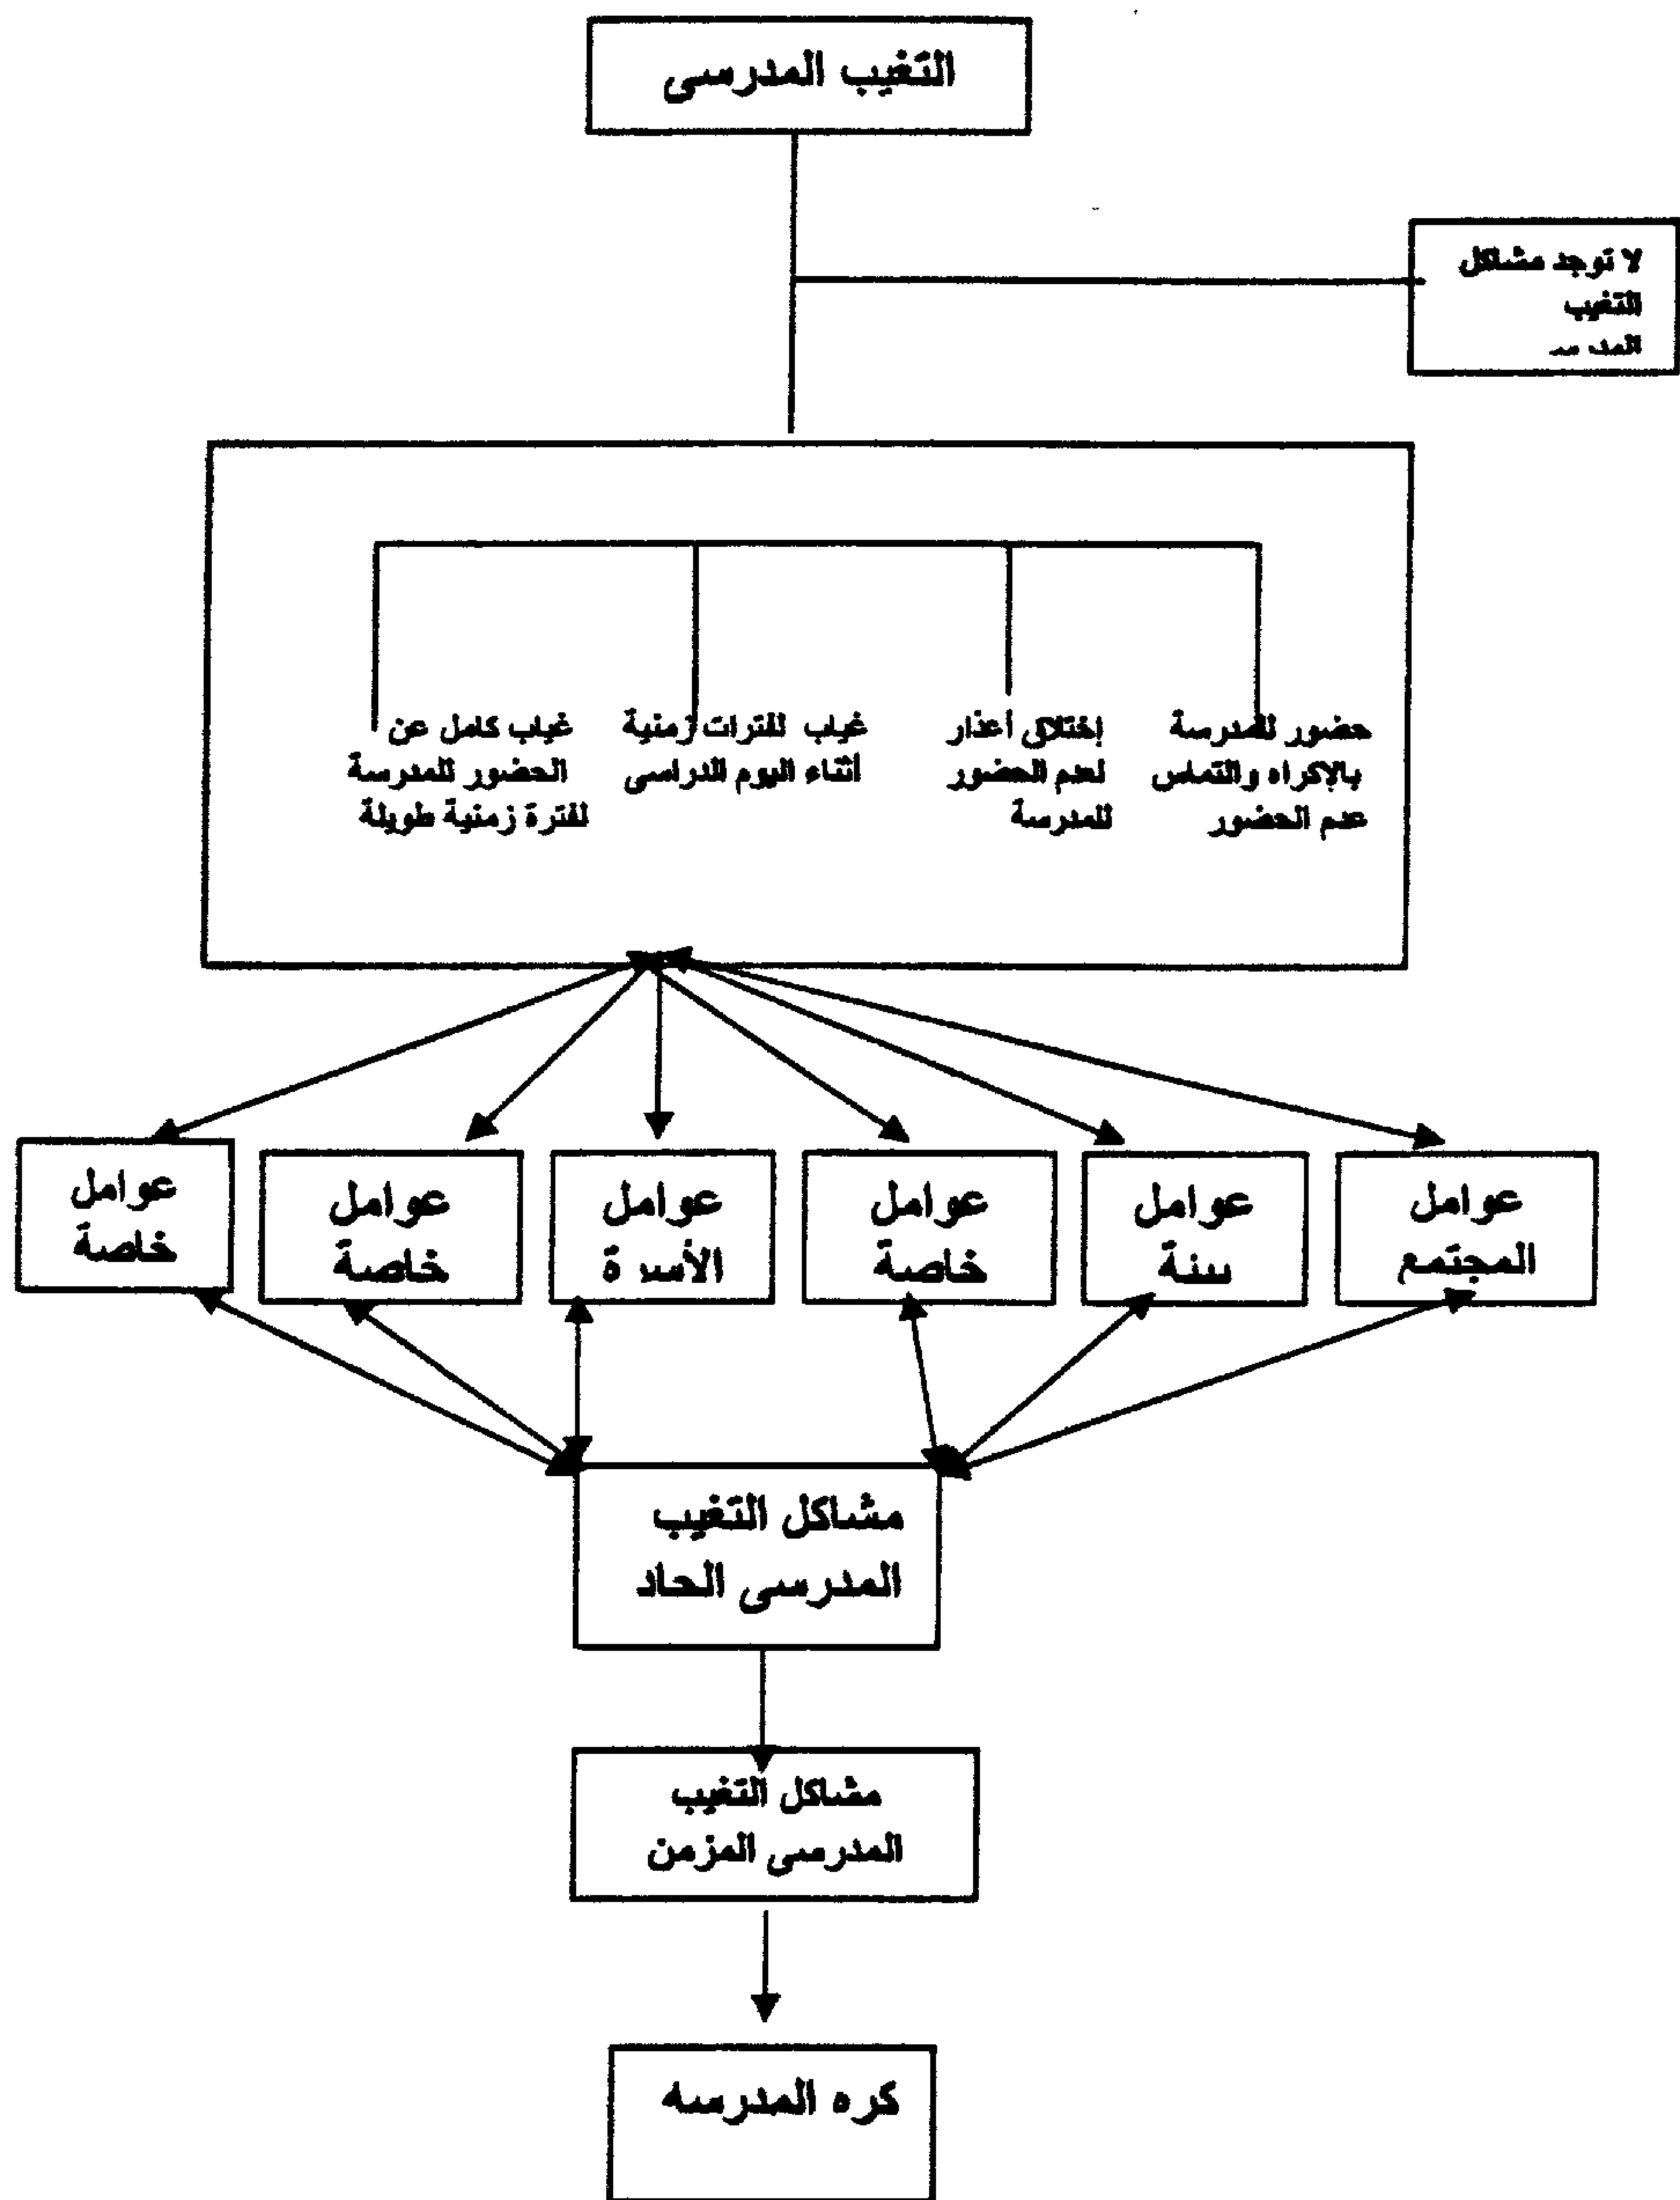 التغيب المدرسى
لا توجد مشاكل
التغيب
حضور للمدرسة
بالإكراه والتماس
عدم الحضور
إختلاق أعذار
لعدم الحضور
للمدرسة
غياب لفترات زمنية
أثناء اليوم الدراسى
غياب كامل عن
الحضور للمدرسة
لفترة زمنية طويلة
عوامل
المجتمع
عوامل
عوامل
خاصة
عوامل
الأسرة
عوامل
خاصة
عوامل
خاصة
مشاكل التغيب
المدرسى الحاد
مشاكل التغيب
المدرسى المزمن
كره المدرسه